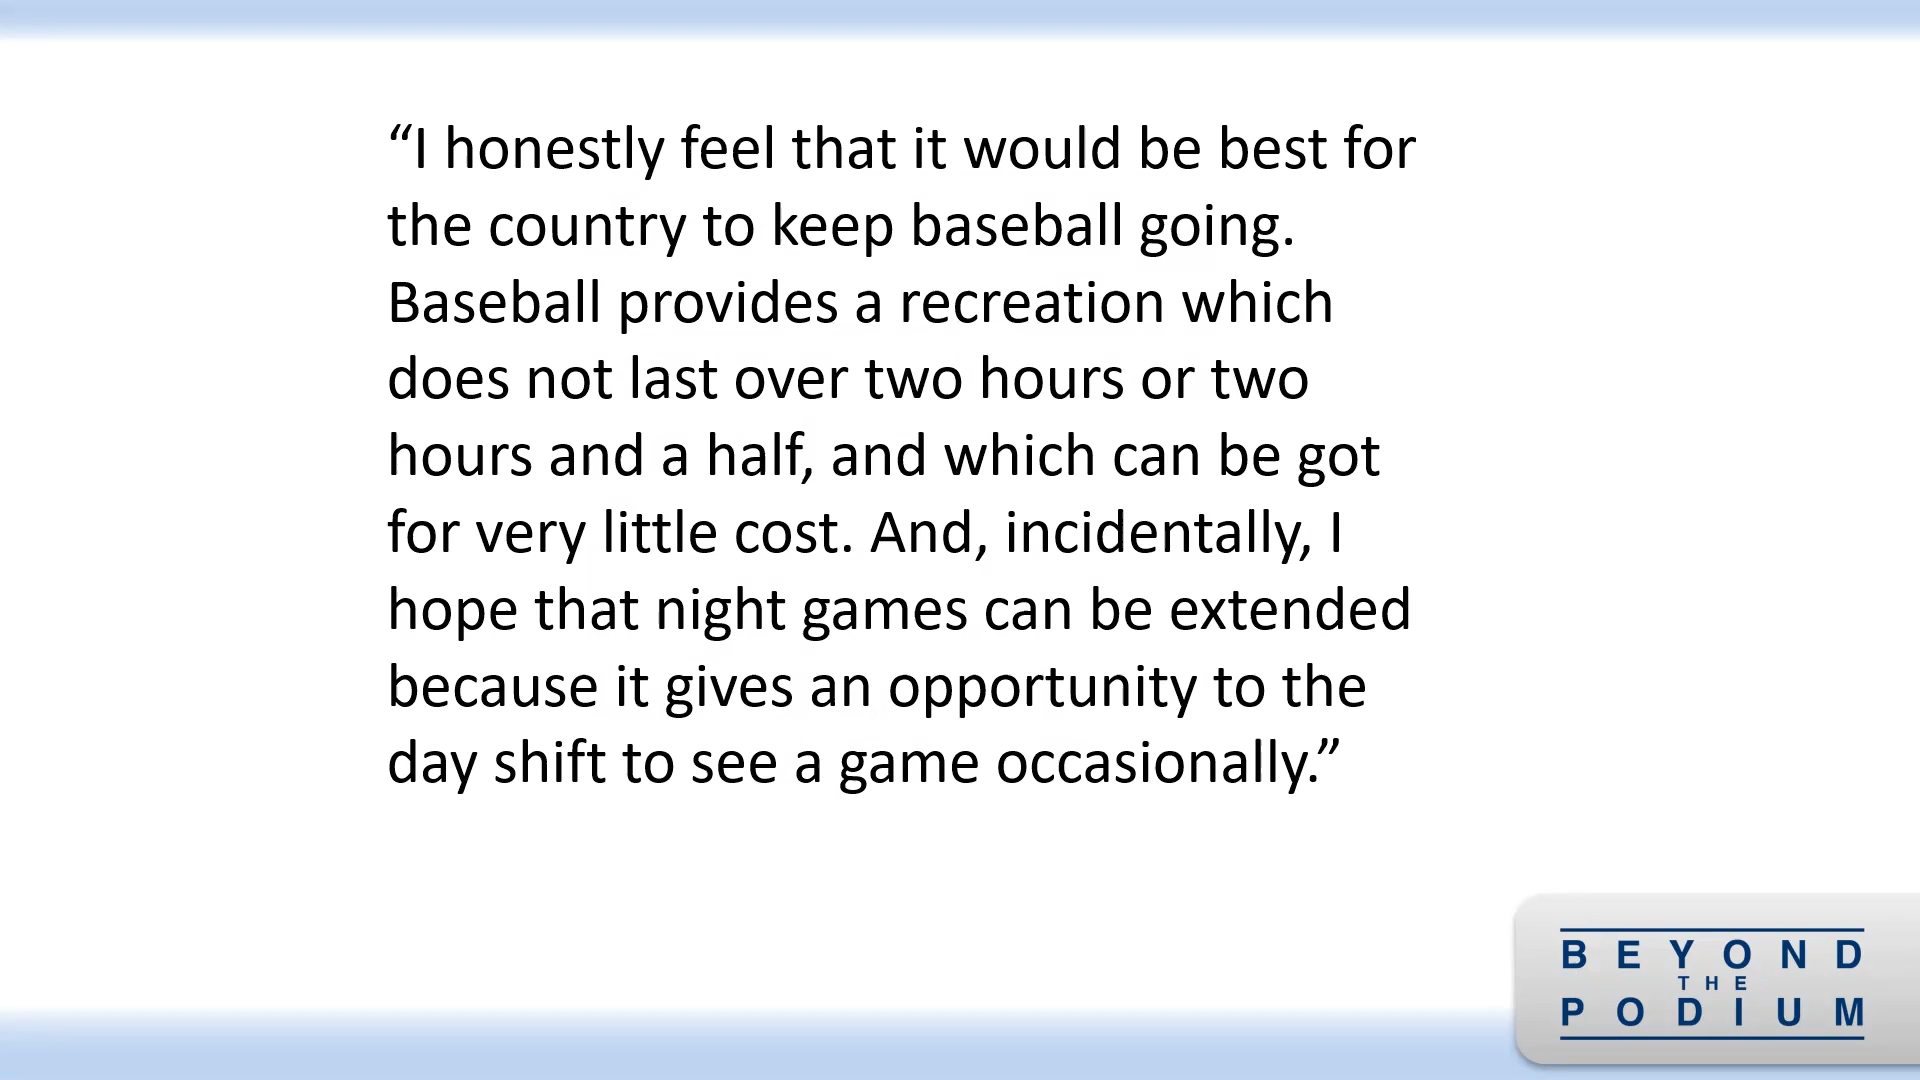 “I honestly feel that it would be best for
the country to keep baseball going.
Baseball provides a recreation which
does not last over two hours or two
hours and a half, and which can be got
for very little cost. And, incidentally, I
hope that night games can be extended
because it gives an opportunity to the
day shift to see a game occasionally.”
BEYOND
THE
PODIUM